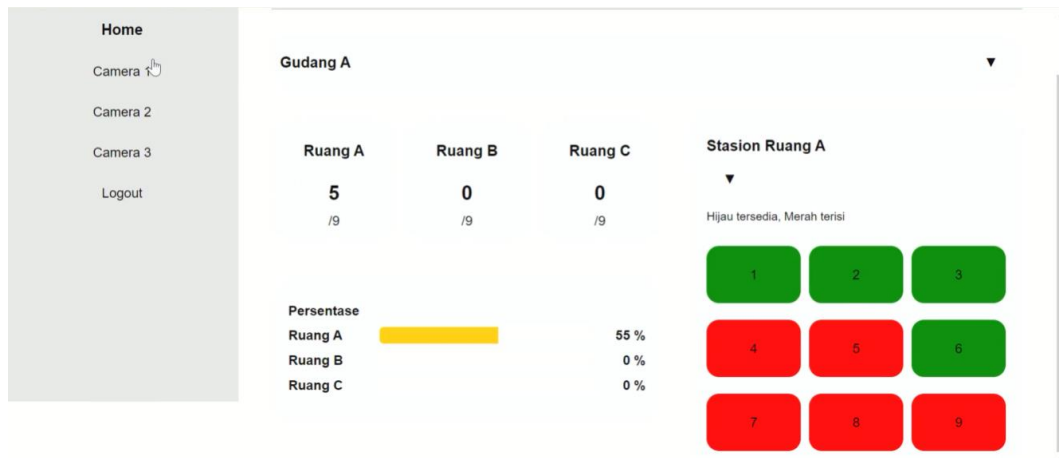 Home
Camera 1
Camera 2
Camera 3
Logout
Gudang A
▼
Ruang A
5
/9
Ruang B
0
/9
Ruang C
0
/9
Persentase
Ruang A 55 %
Ruang B 0 %
Ruang C 0 %
Stasion Ruang A
▼
Hijau tersedia, Merah terisi
1 2 3
4 5 6
7 8 9